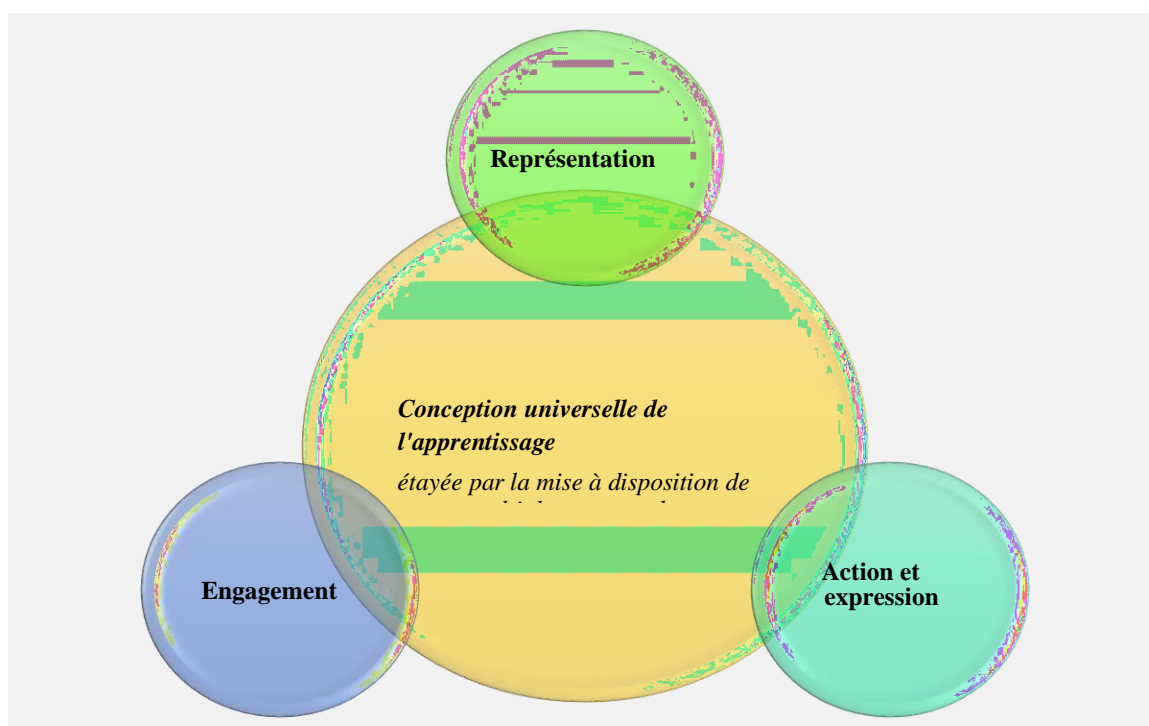 Représentation
Conception universelle de
l'apprentissage
étayée par la mise à disposition de
Engagement
Action et
expression